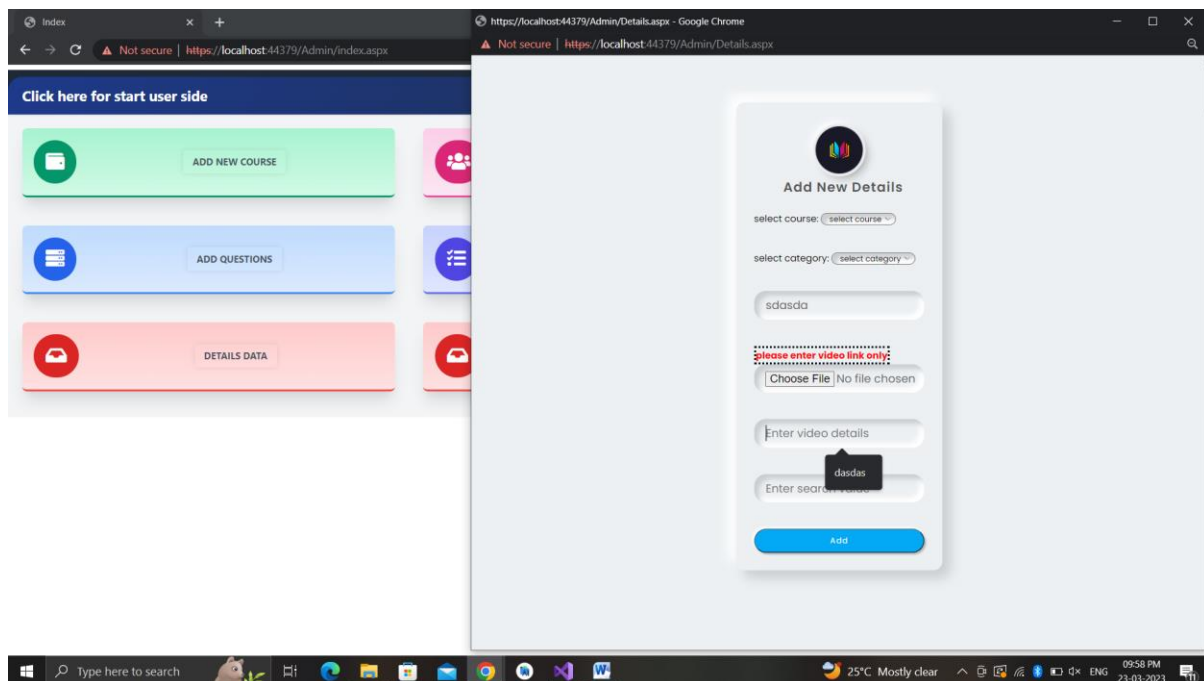 Index
https://localhost:44379/Admin/Details.aspx - Google Chrome
Not secure | https://localhost:44379/Admin/index.aspx
Not secure | https://localhost:44379/Admin/Details.aspx
Click here for start user side
ADD NEW COURSE
ADD QUESTIONS
DETAILS DATA
Add New Details
select course: select course
select category: select category
sdasda
please enter video link only
Choose File No file chosen
Enter video details
dasdas
Enter search value
Add
Type here to search
W
25°C Mostly clear
ENG
09:58 PM
23-03-2023